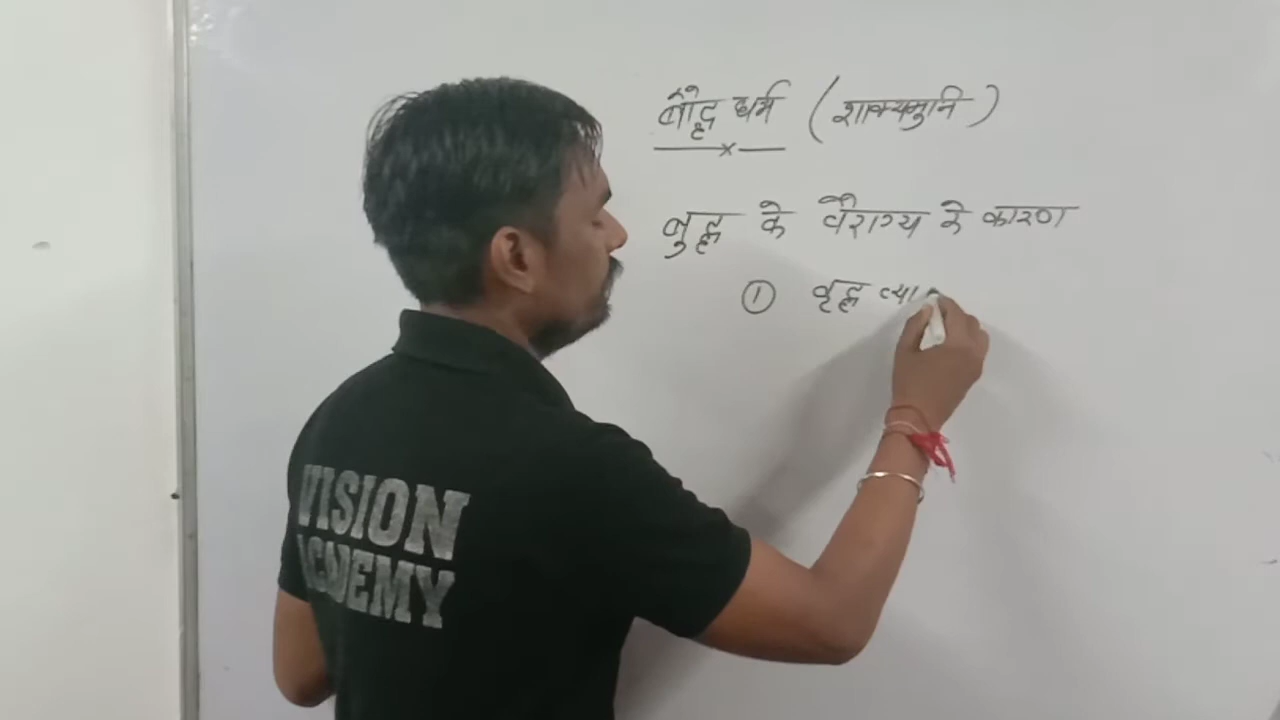 बौद्ध धर्म (शाक्यमुनि)
बुद्ध के वैराग्य के कारण
① वृद्ध
VISION
ACADEMY